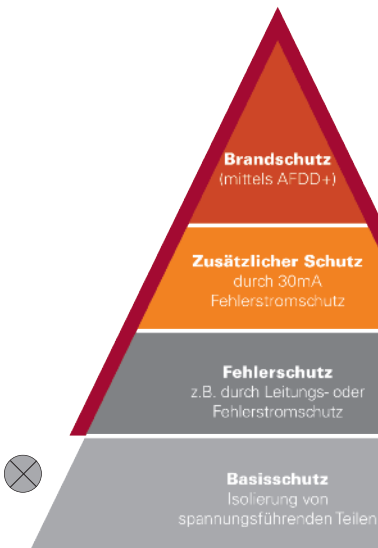 Brandschutz
(mittels AFDD+)
Zusätzlicher Schutz
durch 30mA
Fehlerstromschutz
Fehlerschutz
z.B. durch Leitungs- oder
Fehlerstromschutz
Basisschutz
Isolierung von
spannungsführenden Teilen